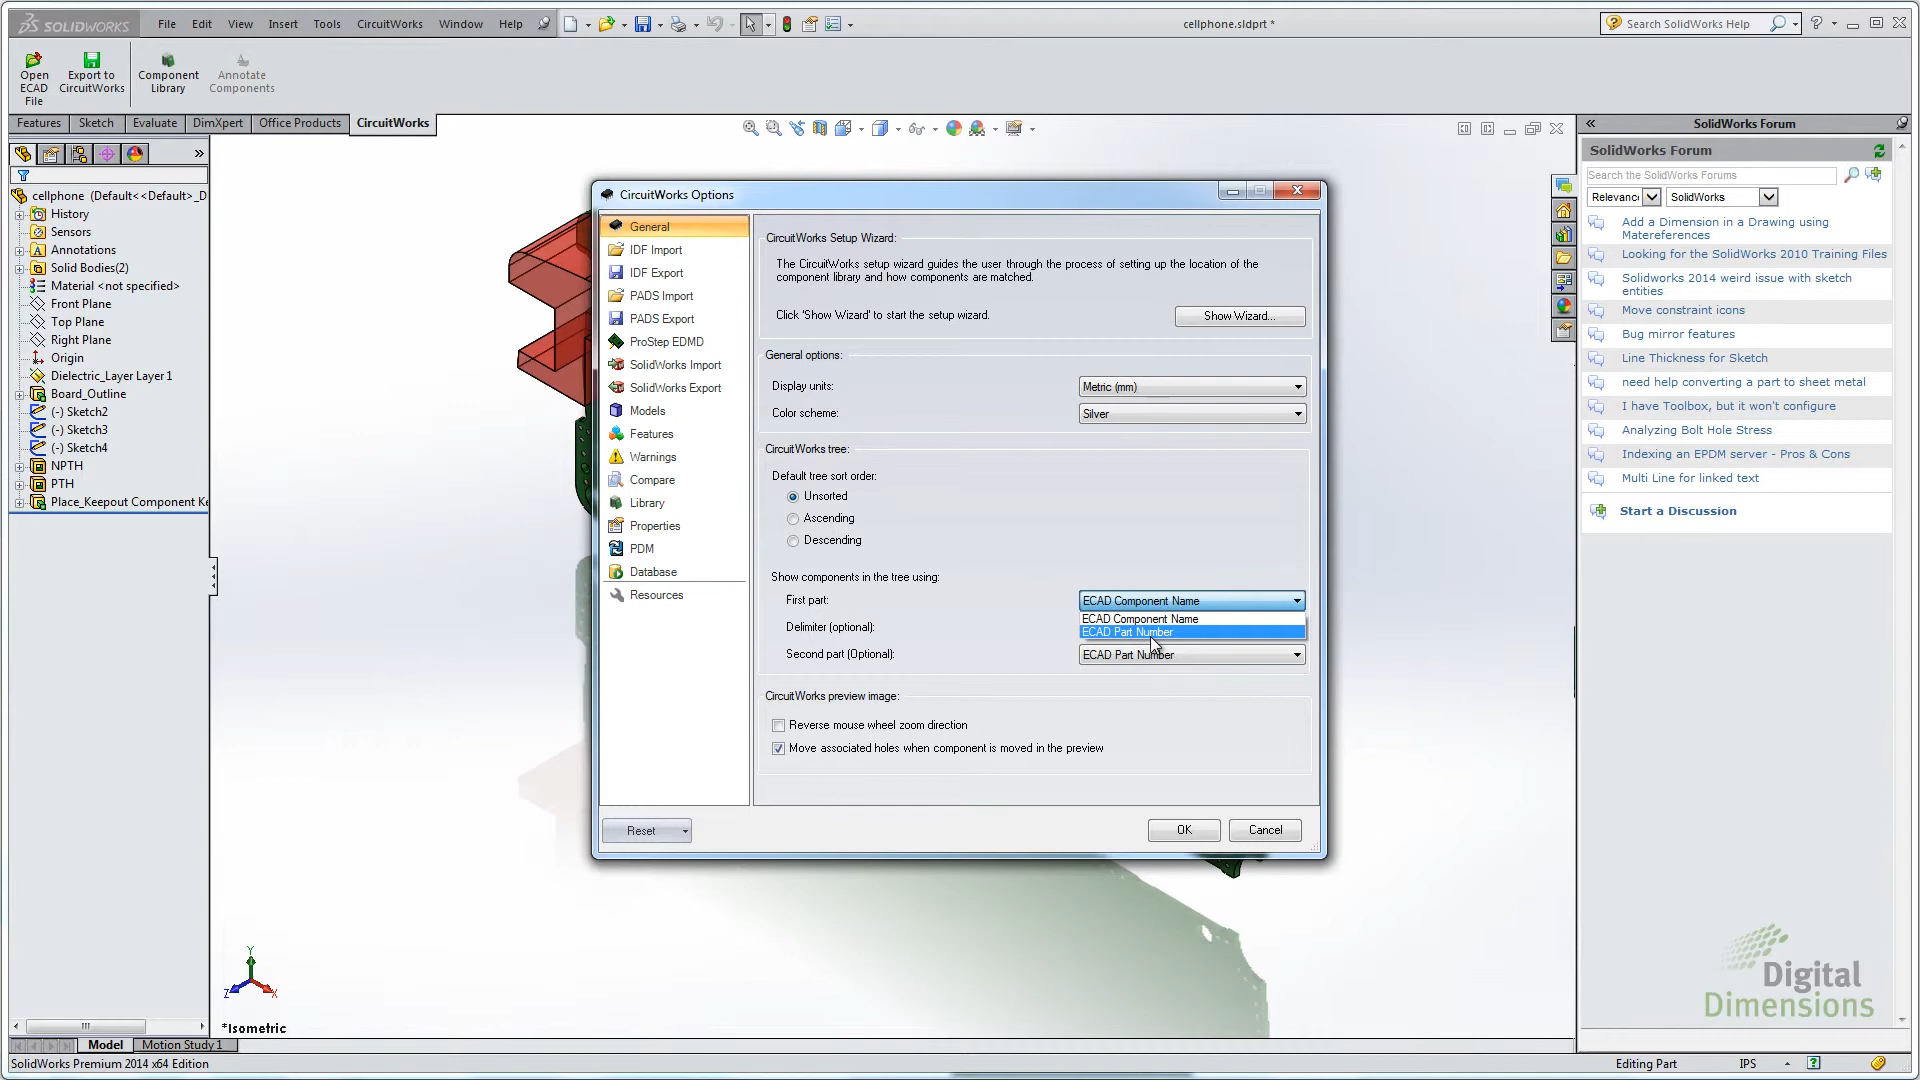 SOLIDWORKS File Edit View Insert Tools CircuitWorks Window Help cellphone.sldprt * Search SolidWorks Help
Open ECAD File
Export to CircuitWorks
Component Library
Annotate Components
Features Sketch Evaluate DimXpert Office Products CircuitWorks
cellphone (Default<<Default>_D
History
Sensors
Annotations
Solid Bodies(2)
Material <not specified>
Front Plane
Top Plane
Right Plane
Origin
Dielectric_Layer Layer1
Board_Outline
(-) Sketch2
(-) Sketch3
(-) Sketch4
NPTH
PTH
Place_Keepout Component Ke
CircuitWorks Options
General
IDF Import
IDF Export
PADS Import
PADS Export
ProStep EDMD
SolidWorks Import
SolidWorks Export
Models
Features
Warnings
Compare
Library
Properties
PDM
Database
Resources
CircuitWorks Setup Wizard:
The CircuitWorks setup wizard guides the user through the process of setting up the location of the
component library and how components are matched.
Click 'Show Wizard' to start the setup wizard. Show Wizard...
General options:
Display units: Metric (mm)
Color scheme: Silver
CircuitWorks tree:
Default tree sort order:
Unsorted
Ascending
Descending
Show components in the tree using:
First part: ECAD Component Name
ECAD Component Name
Delimiter (optional): ECAD Part Number
Second part (Optional): ECAD Part Number
CircuitWorks preview image:
Reverse mouse wheel zoom direction
Move associated holes when component is moved in the preview
Reset OK Cancel
SolidWorks Forum
SolidWorks Forum
Search the SolidWorks Forums
Relevanc SolidWorks
Add a Dimension in a Drawing using
Matereferences
Looking for the SolidWorks 2010 Training Files
Solidworks 2014 weird issue with sketch
entities
Move constraint icons
Bug mirror features
Line Thickness for Sketch
need help converting a part to sheet metal
I have Toolbox, but it won't configure
Analyzing Bolt Hole Stress
Indexing an EPDM server - Pros & Cons
Multi Line for linked text
Start a Discussion
Y
Z X
*Isometric
Digital
Dimensions
Model Motion Study 1
SolidWorks Premium 2014 x64 Edition Editing Part IPS